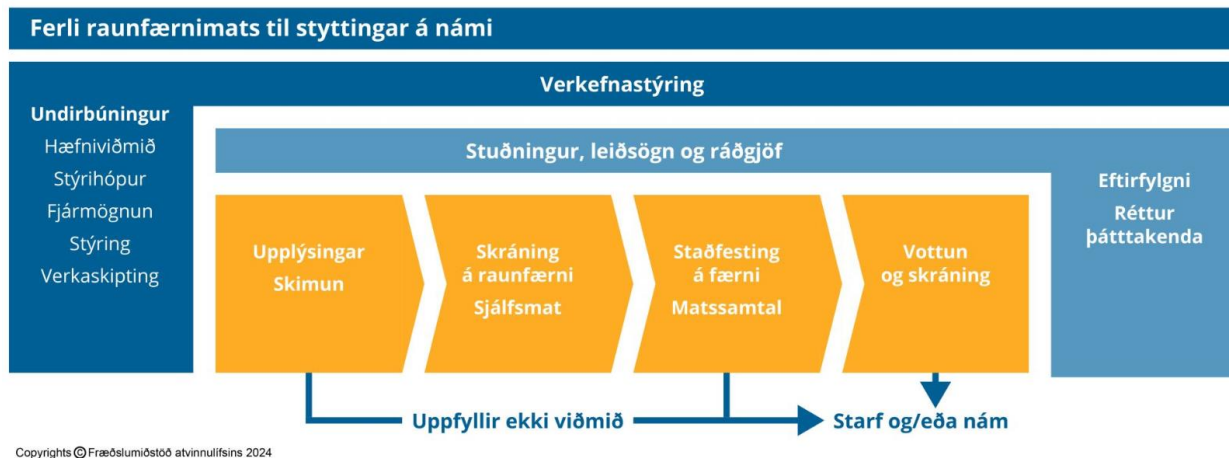 Ferli raunfærnimats til styttingar á námi
Verkefnastýring
Undirbúningur
Hæfniviðmið
Stýrihópur
Fjármögnun
Stýring
Verkaskipting
Stuðningur, leiðsögn og ráðgjöf
Upplýsingar
Skimun
Skráning
á raunfærni
Sjálfsmat
Staðfesting
á færni
Matssamtal
Vottun
og skráning
Eftirfylgni
Réttur
þátttakenda
Uppfyllir ekki viðmið
Starf og/eða nám
Copyrights © Fræðslumiðstöð atvinnulífsins 2024